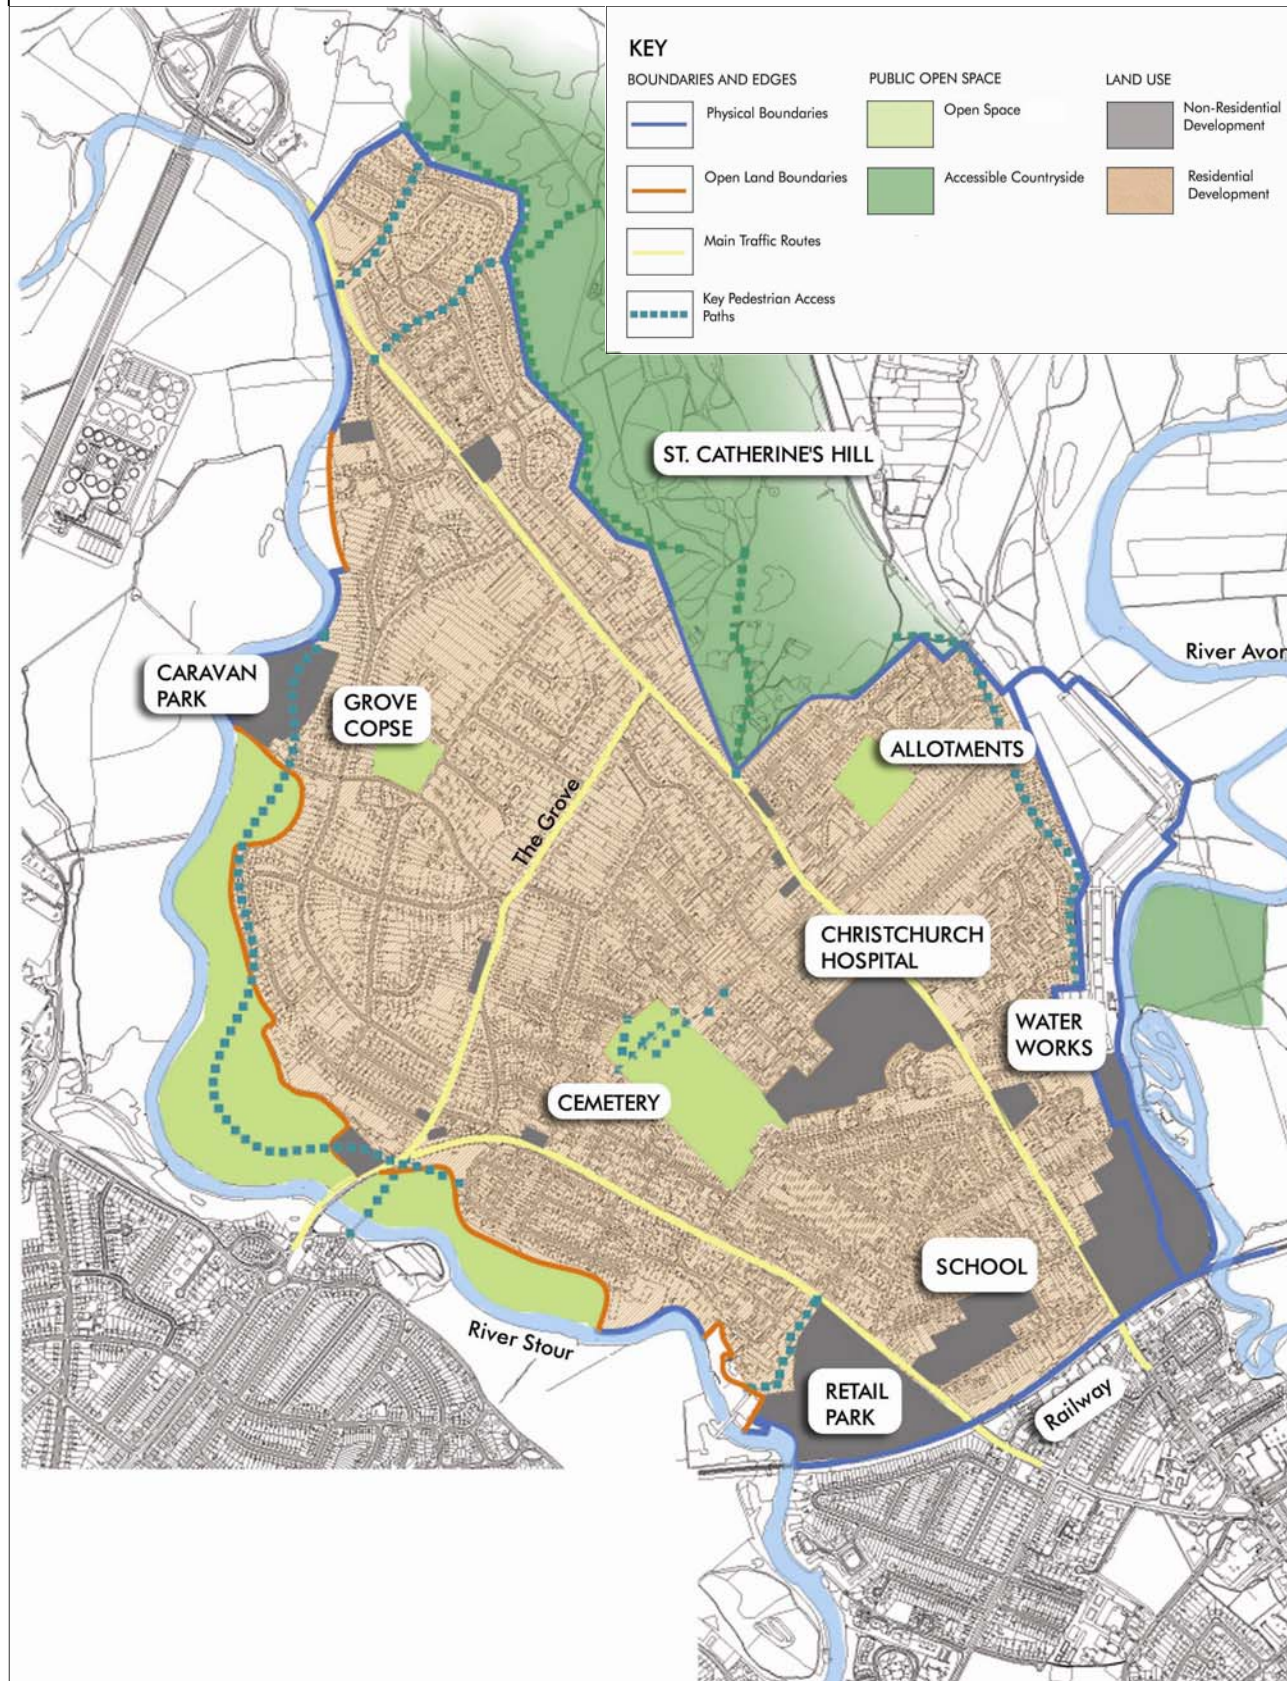 KEY
BOUNDARIES AND EDGES
Physical Boundaries
Open Land Boundaries
Main Traffic Routes
Key Pedestrian Access
Paths
PUBLIC OPEN SPACE
Open Space
Accessible Countryside
LAND USE
Non-Residential
Development
Residential
Development
ST. CATHERINE'S HILL
River Avon
CARAVAN
PARK
GROVE
COPSE
ALLOTMENTS
The Grove
CHRISTCHURCH
HOSPITAL
WATER
WORKS
CEMETERY
SCHOOL
River Stour
RETAIL
PARK
Railway